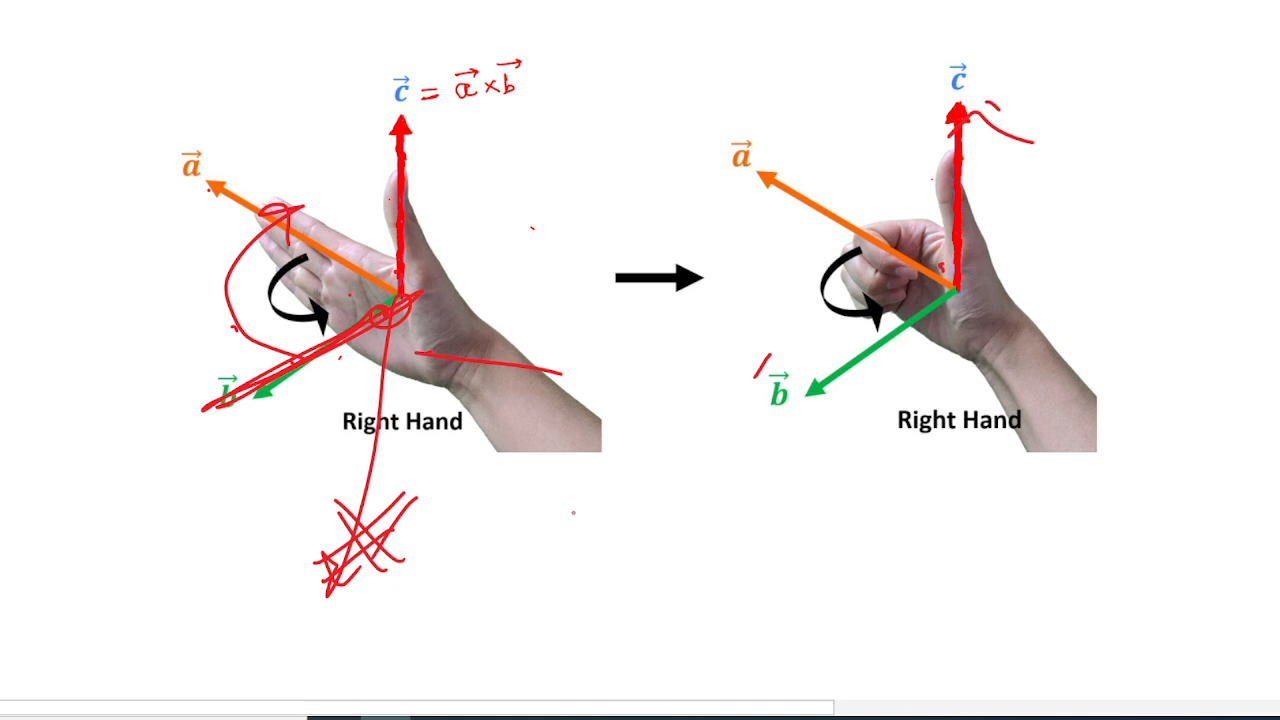 c⃗ = a⃗ × b⃗
a⃗
b⃗
Right Hand
c⃗
a⃗
b⃗
Right Hand